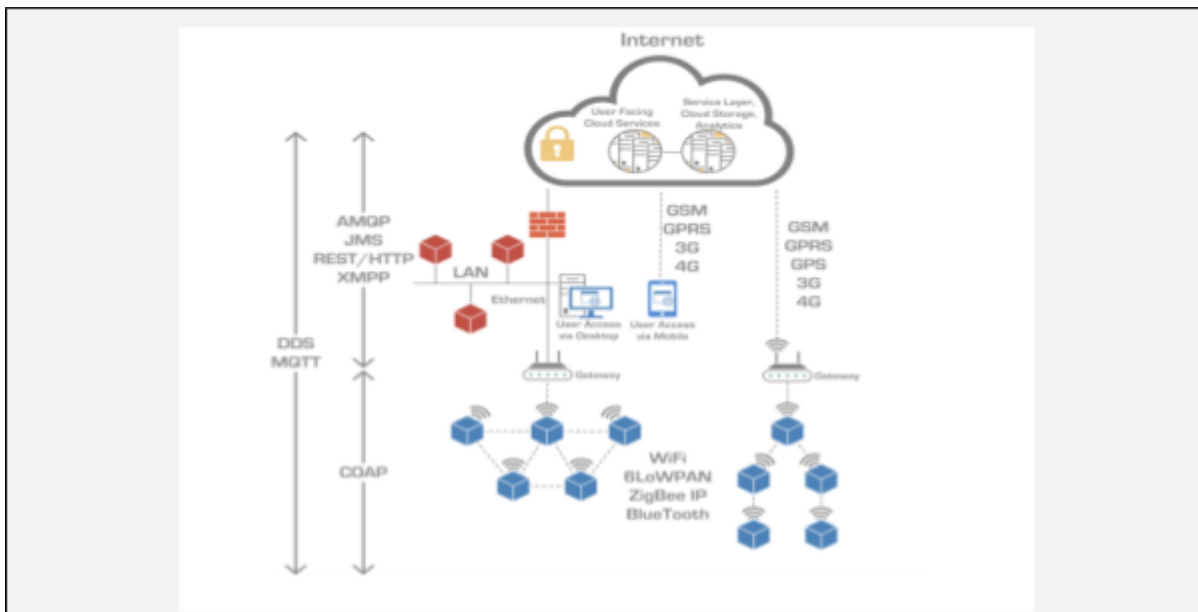 Internet
User Facing
Cloud Services
Service Layer,
Cloud Storage,
Analytics
AMQP
JMS
REST/HTTP
XMPP
LAN
Ethernet
User Access
via Desktop
GSM
GPRS
3G
4G
User Access
via Mobile
GSM
GPRS
GPS
3G
4G
DDS
MQTT
Gateway
Gateway
COAP
WiFi
6LoWPAN
ZigBee IP
BlueTooth